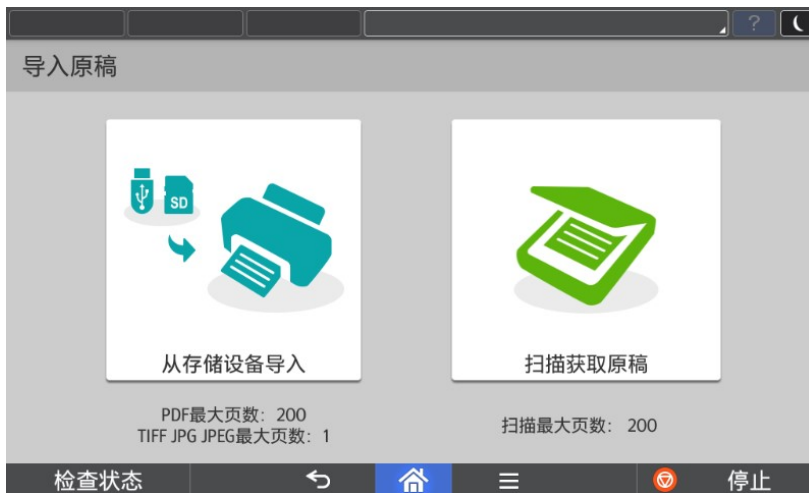 ?
导入原稿
SD
从存储设备导入
扫描获取原稿
PDF最大页数: 200
TIFF JPG JPEG最大页数: 1
扫描最大页数: 200
检查状态
停止